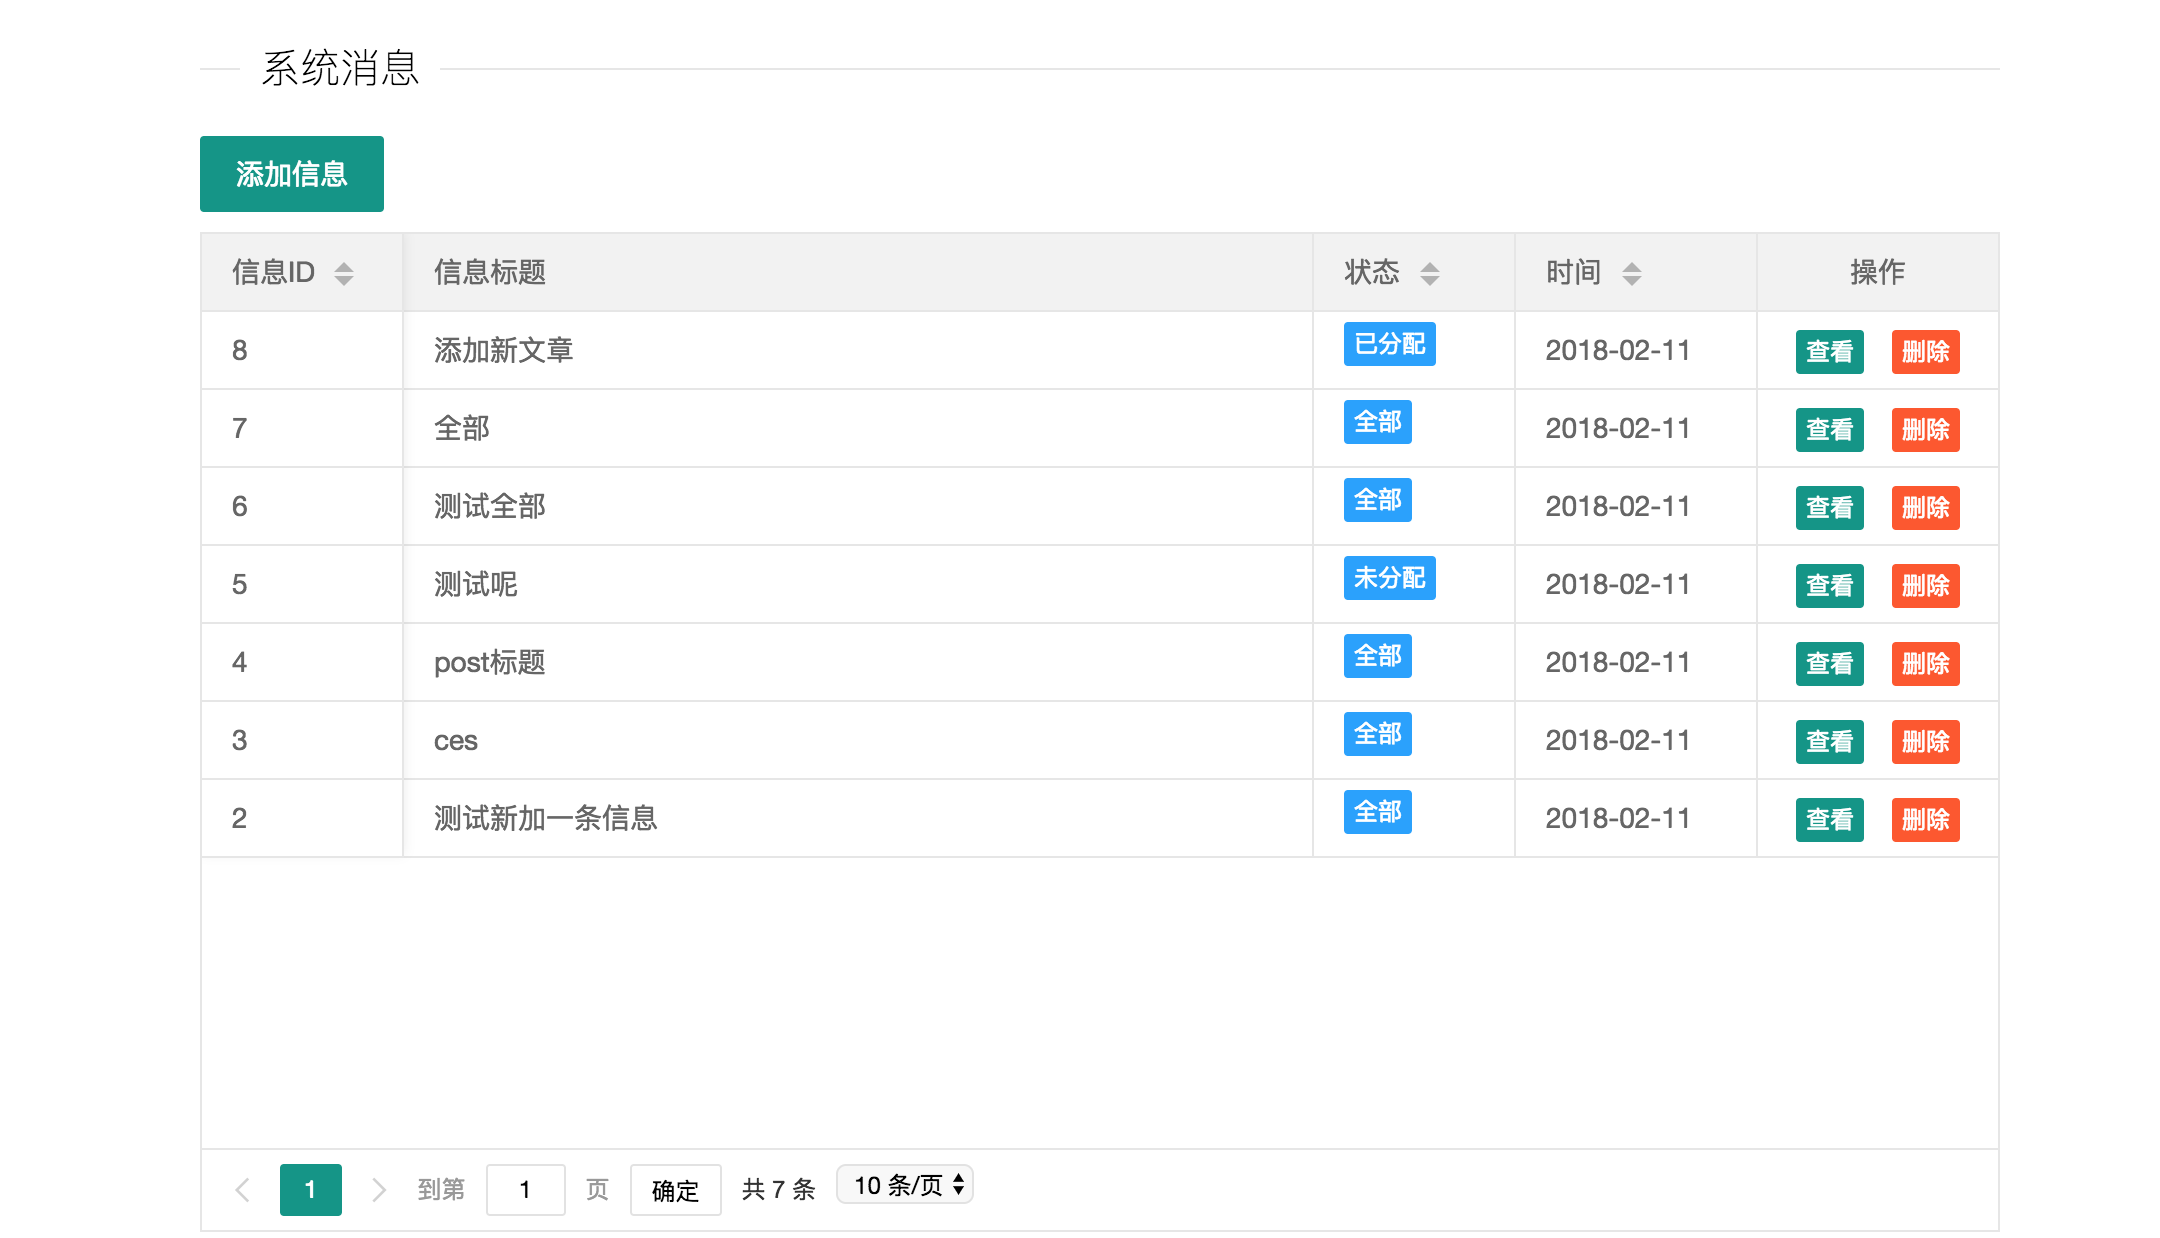 系统消息
添加信息
信息ID 信息标题 状态 时间 操作
8 添加新文章 已分配 2018-02-11 查看 删除
7 全部 全部 2018-02-11 查看 删除
6 测试全部 全部 2018-02-11 查看 删除
5 测试呢 未分配 2018-02-11 查看 删除
4 post标题 全部 2018-02-11 查看 删除
3 ces 全部 2018-02-11 查看 删除
2 测试新加一条信息 全部 2018-02-11 查看 删除
1 到第 1 页 确定 共 7 条 10 条/页